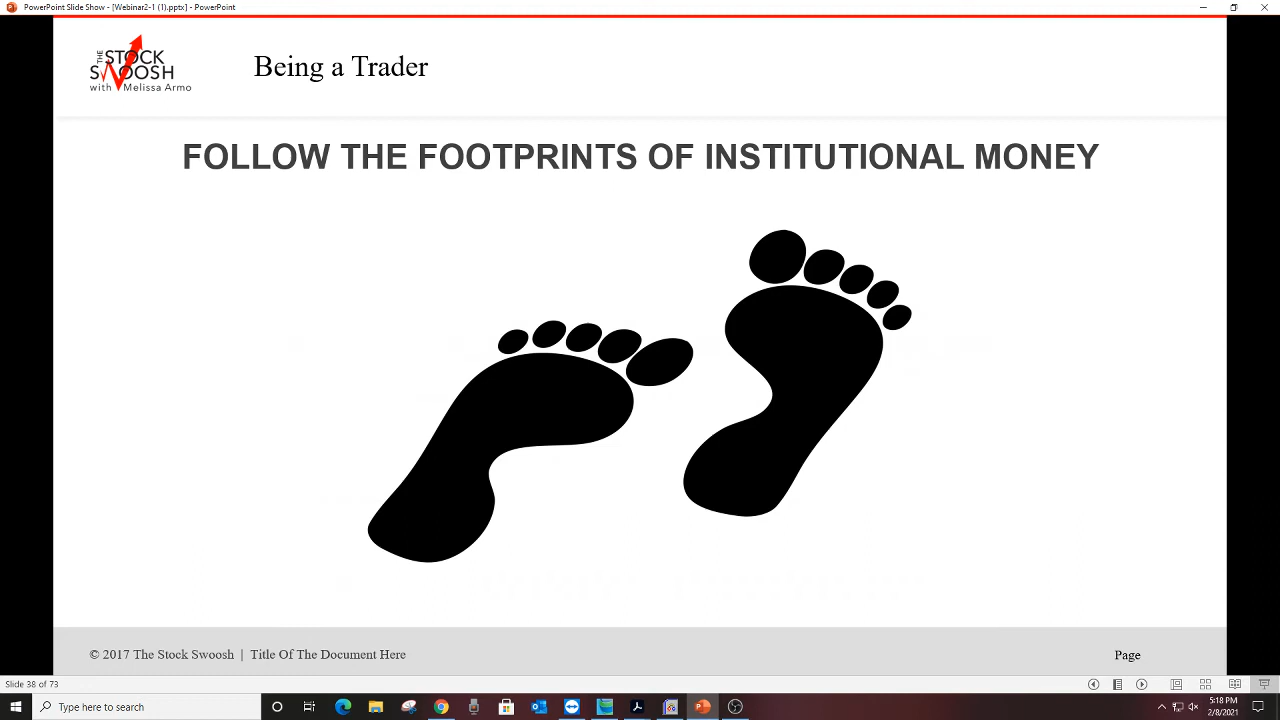 PowerPoint Slide Show - [Webinar2-1 (1).pptx] - PowerPoint
THE STOCK
SWOOSH
with Melissa Armo
Being a Trader
FOLLOW THE FOOTPRINTS OF INSTITUTIONAL MONEY
© 2017 The Stock Swoosh | Title Of The Document Here
Page
Slide 38 of 73
Type here to search
5:18 PM
2/8/2021